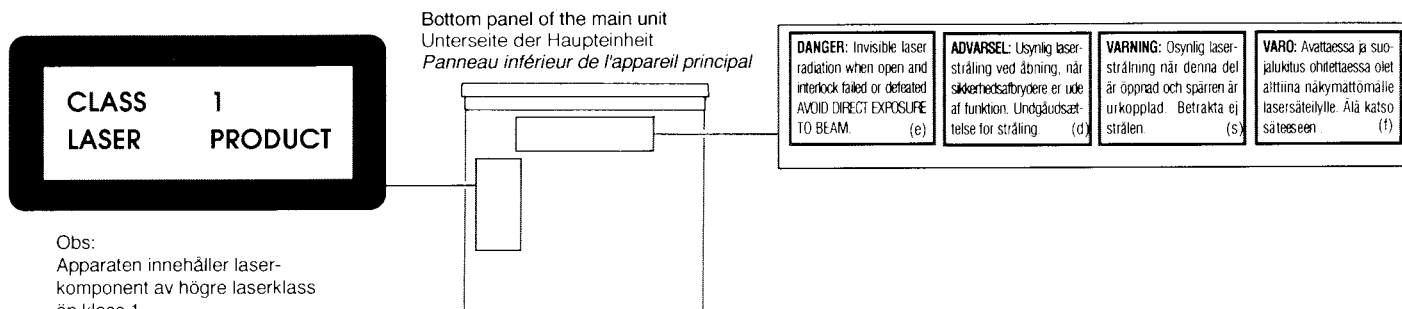 Bottom panel of the main unit
Unterseite der Haupteinheit
Panneau inférieur de l'appareil principal
CLASS 1
LASER PRODUCT
DANGER: Invisible laser
radiation when open and
interlock failed or defeated
AVOID DIRECT EXPOSURE
TO BEAM. (e)
ADVARSEL: Usynlig laser-
stråling ved åbning, når
sikkerhedsafbrydere er ude
af funktion. Undgåudsæt-
telse for stråling. (d)
VARNING: Osynlig laser-
strålning når denna del
är öppnad och spärren är
urkopplad. Betrakta ej
strålen. (s)
VARO: Avattaessa ja suo-
jalukitus ohitettaessa olet
alttiina näkymättömälle
lasersäteilylle. Älä katso
säteeseen. (f)
Obs:
Apparaten innehåller laser-
komponent av högre laserklass
än klass 1.